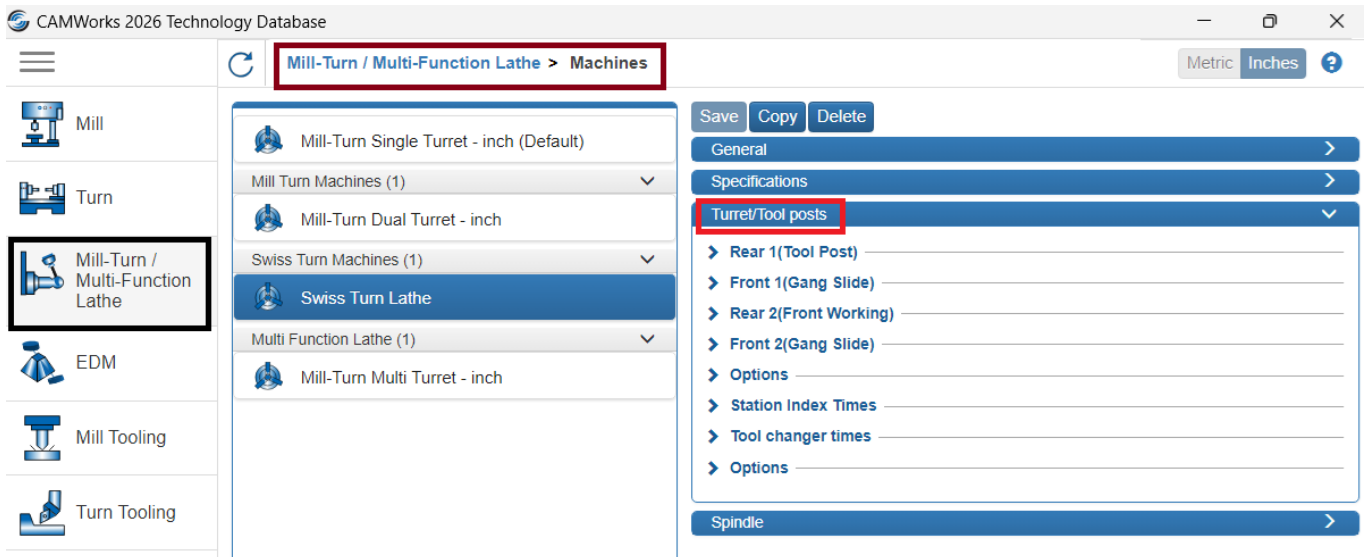 CAMWorks 2026 Technology Database
Mill-Turn / Multi-Function Lathe > Machines
Metric Inches
Mill
Turn
Mill-Turn /
Multi-Function
Lathe
EDM
Mill Tooling
Turn Tooling
Mill-Turn Single Turret - inch (Default)
Mill Turn Machines (1)
Mill-Turn Dual Turret - inch
Swiss Turn Machines (1)
Swiss Turn Lathe
Multi Function Lathe (1)
Mill-Turn Multi Turret - inch
Save Copy Delete
General
Specifications
Turret/Tool posts
Rear 1(Tool Post)
Front 1(Gang Slide)
Rear 2(Front Working)
Front 2(Gang Slide)
Options
Station Index Times
Tool changer times
Options
Spindle